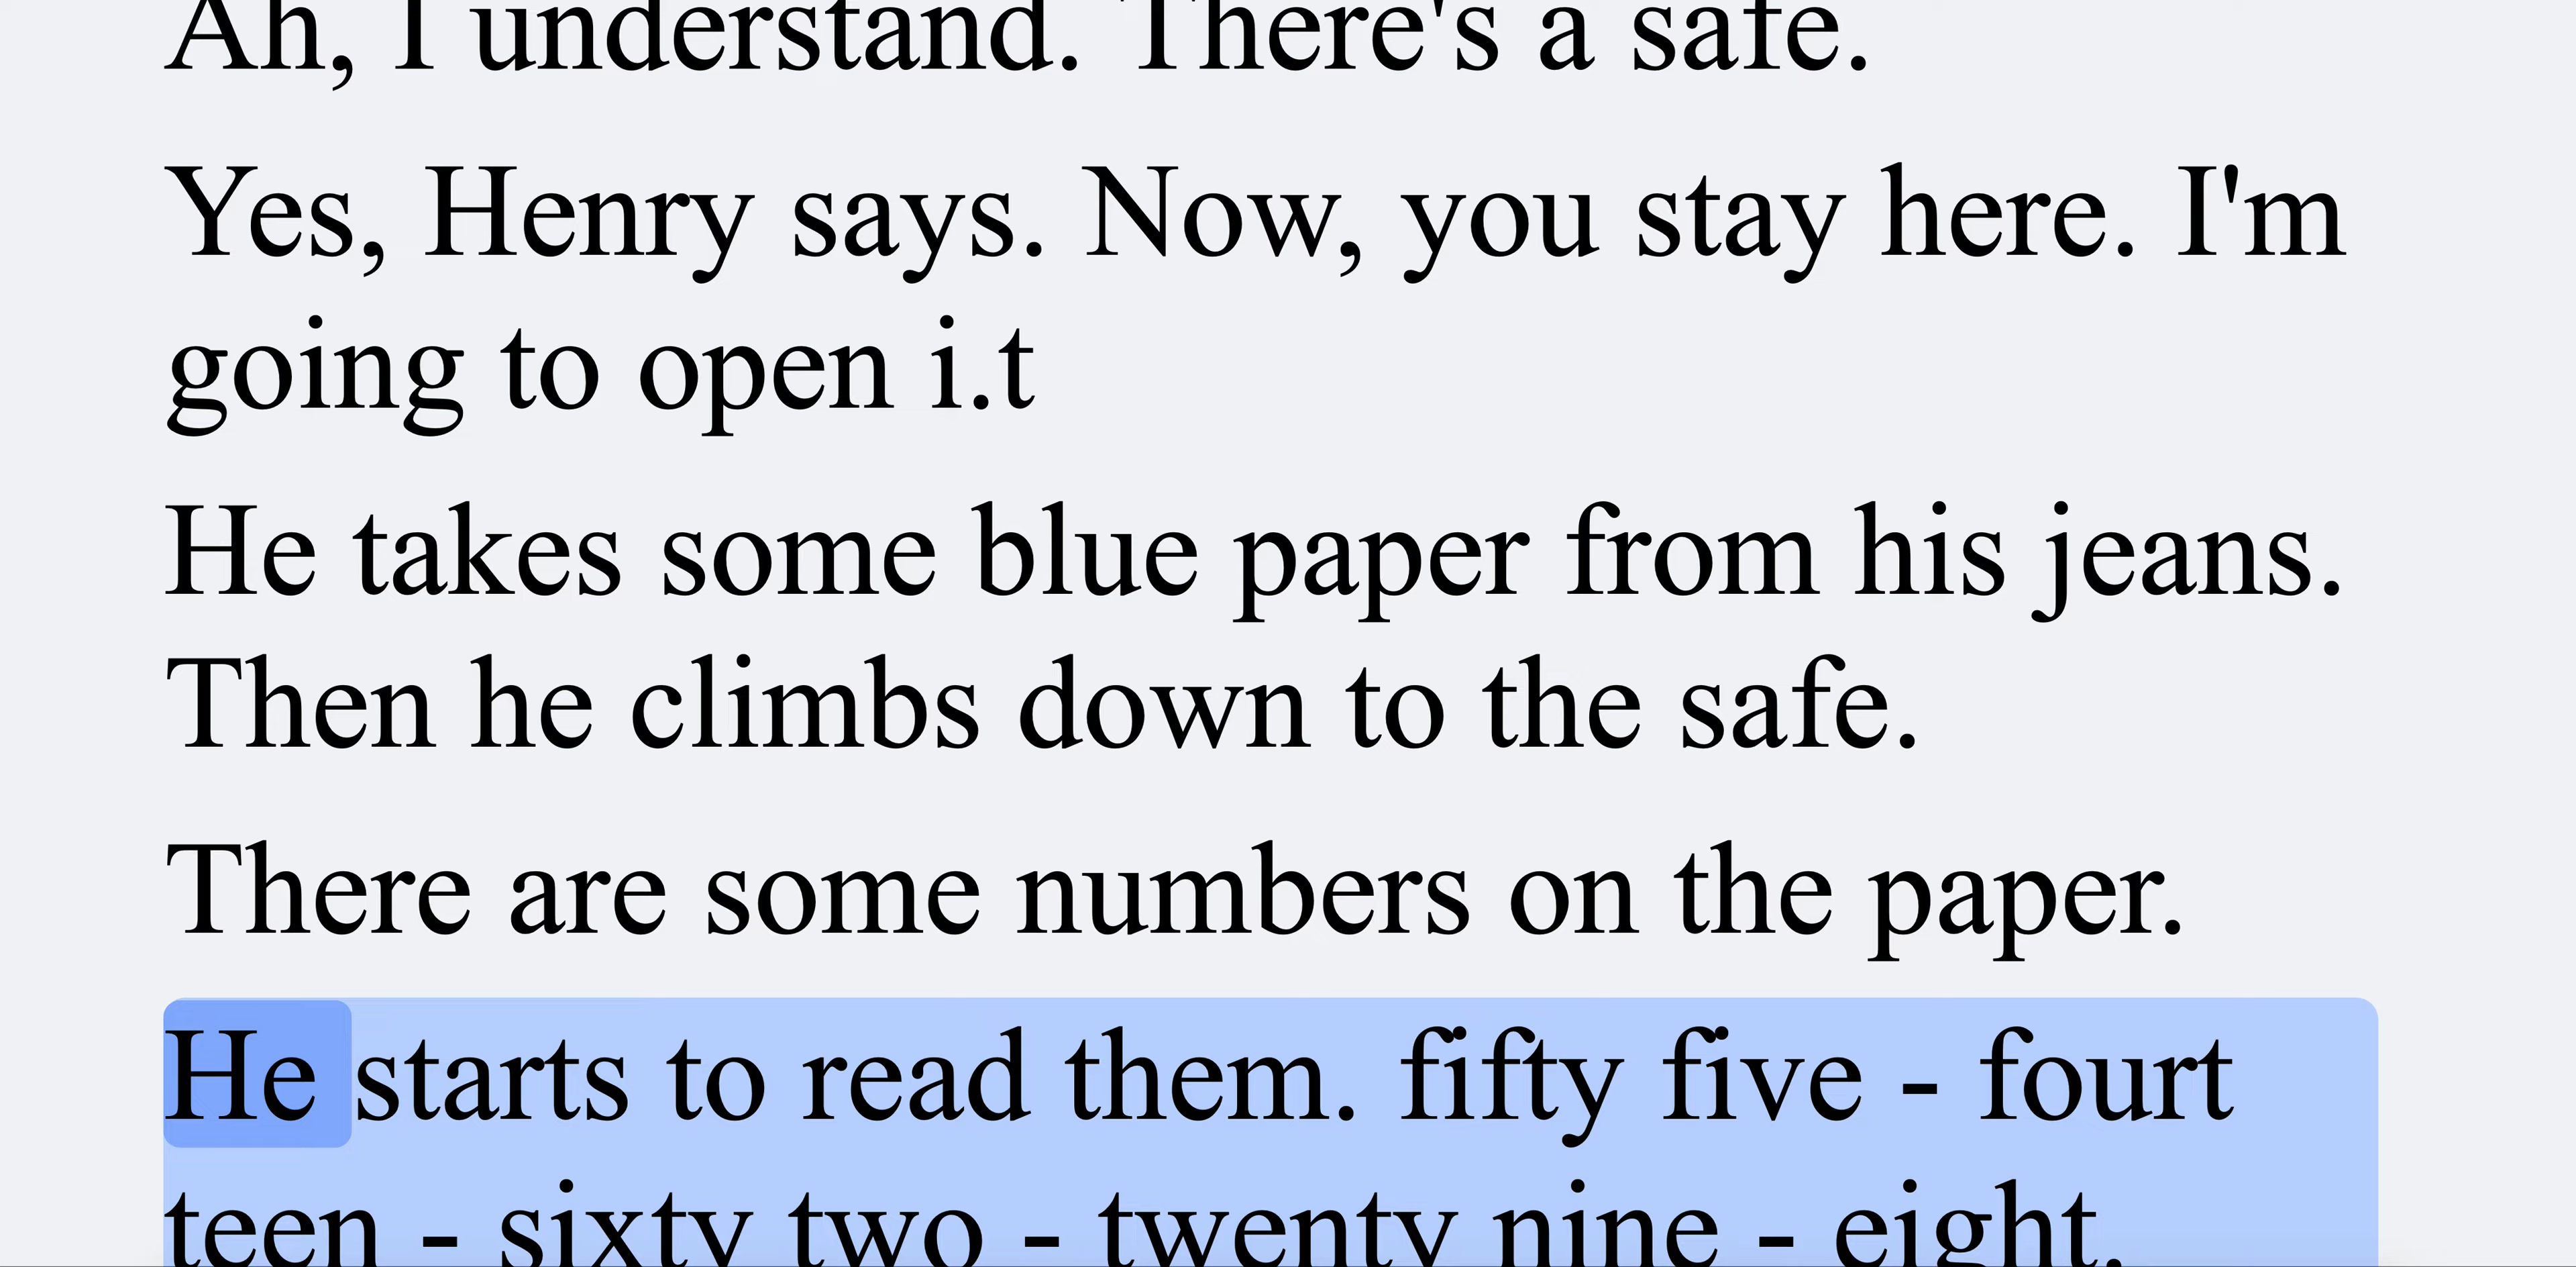 Ah, I understand. There's a safe.
Yes, Henry says. Now, you stay here. I'm
going to open i.t
He takes some blue paper from his jeans.
Then he climbs down to the safe.
There are some numbers on the paper.
He starts to read them. fifty five - fourt
teen - sixty two - twenty nine - eight.